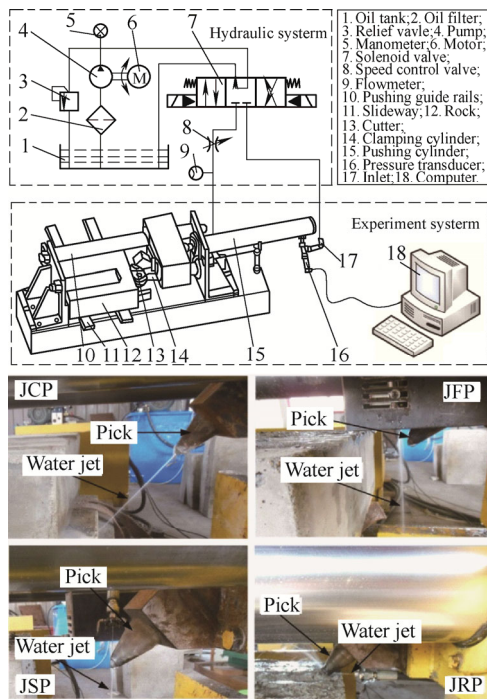 Hydraulic systerm
5
4
6
M
7
3
2
1
8
9
1. Oil tank;2. Oil filter;
3. Relief vavle;4. Pump;
5. Manometer;6. Motor;
7. Solenoid valve;
8. Speed control valve;
9. Flowmeter;
10. Pushing guide rails;
11. Slideway; 12. Rock;
13. Cutter;
14. Clamping cylinder;
15. Pushing cylinder;
16. Pressure transducer;
17. Inlet; 18. Computer.
Experiment systerm
17
18
10 11 12 13 14 15 16
JCP
Pick
Water jet
JFP
Pick
Water jet
Pick
Water jet
JSP
Pick
Water jet
JRP